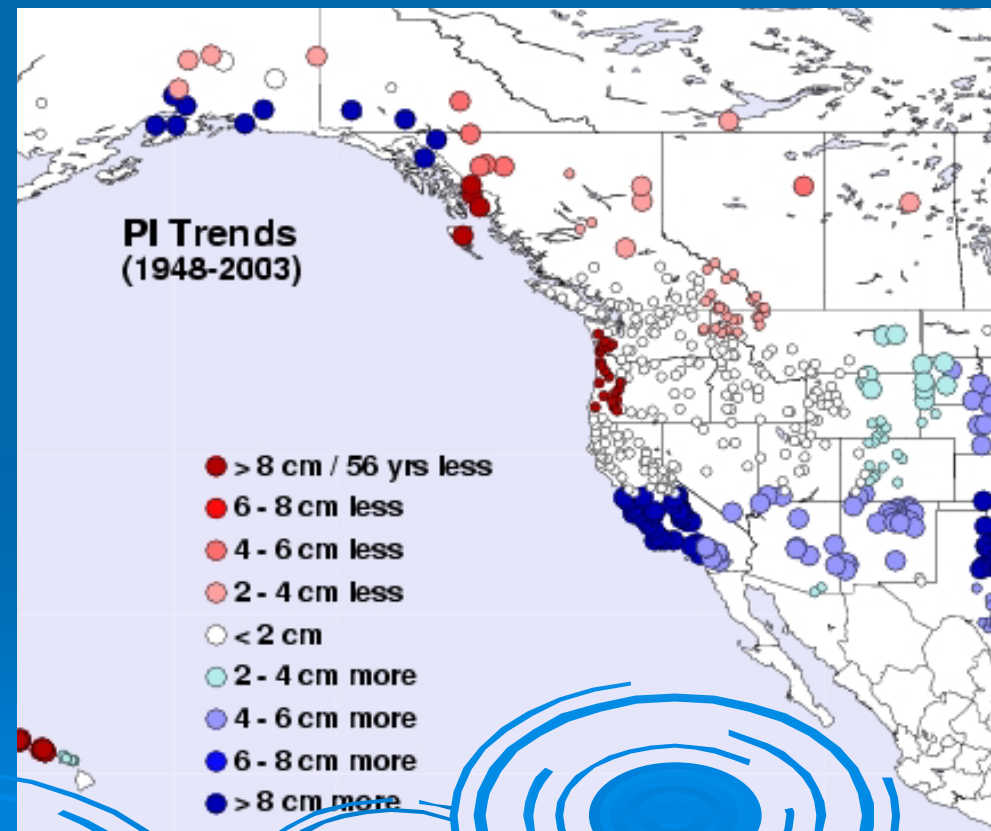 PI Trends
(1948-2003)
> 8 cm / 56 yrs less
6 - 8 cm less
4 - 6 cm less
2 - 4 cm less
< 2 cm
2 - 4 cm more
4 - 6 cm more
6 - 8 cm more
> 8 cm more